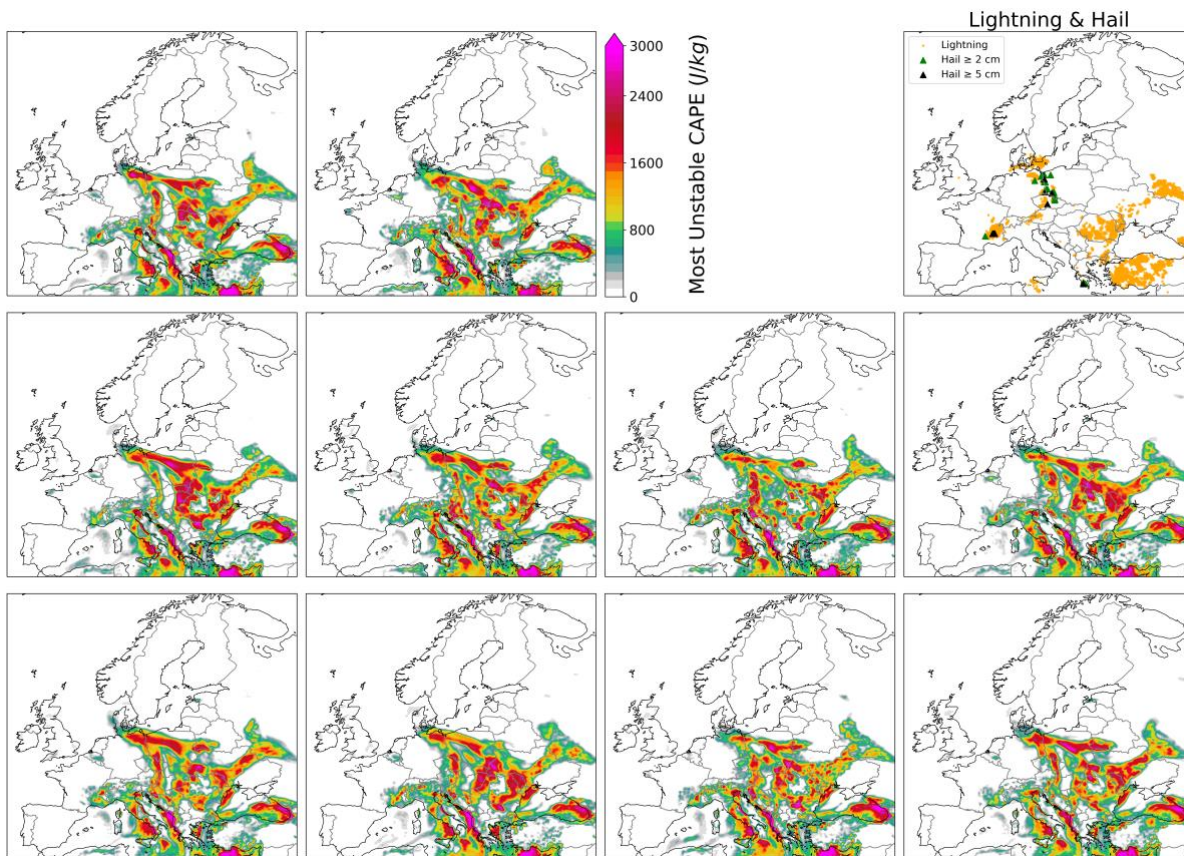 3000
2400
1600
800
0
Most Unstable CAPE (J/kg)
Lightning & Hail
Lightning
Hail ≥ 2 cm
Hail ≥ 5 cm